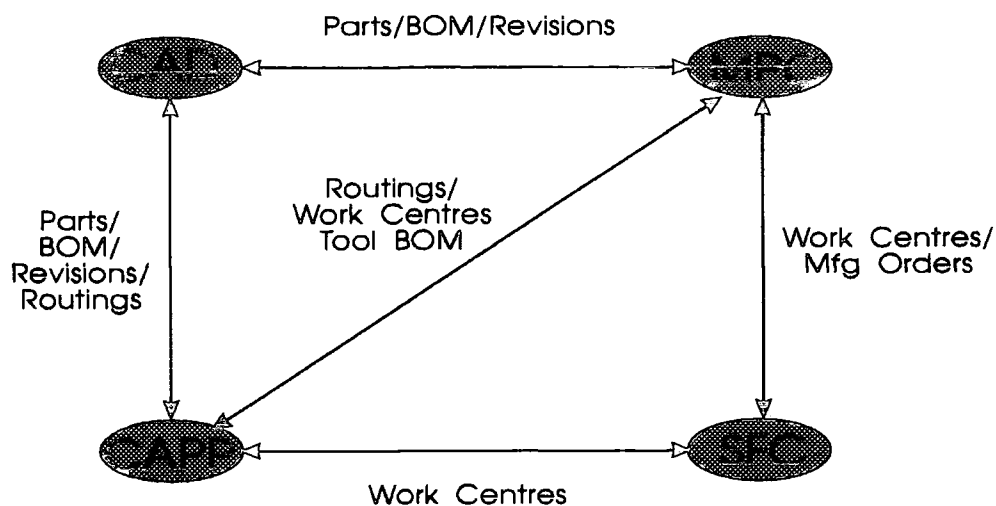 Parts/BOM/Revisions
Routings/
Work Centres
Tool BOM
Parts/
BOM/
Revisions/
Routings
Work Centres/
Mfg Orders
CAPP
SFC
Work Centres